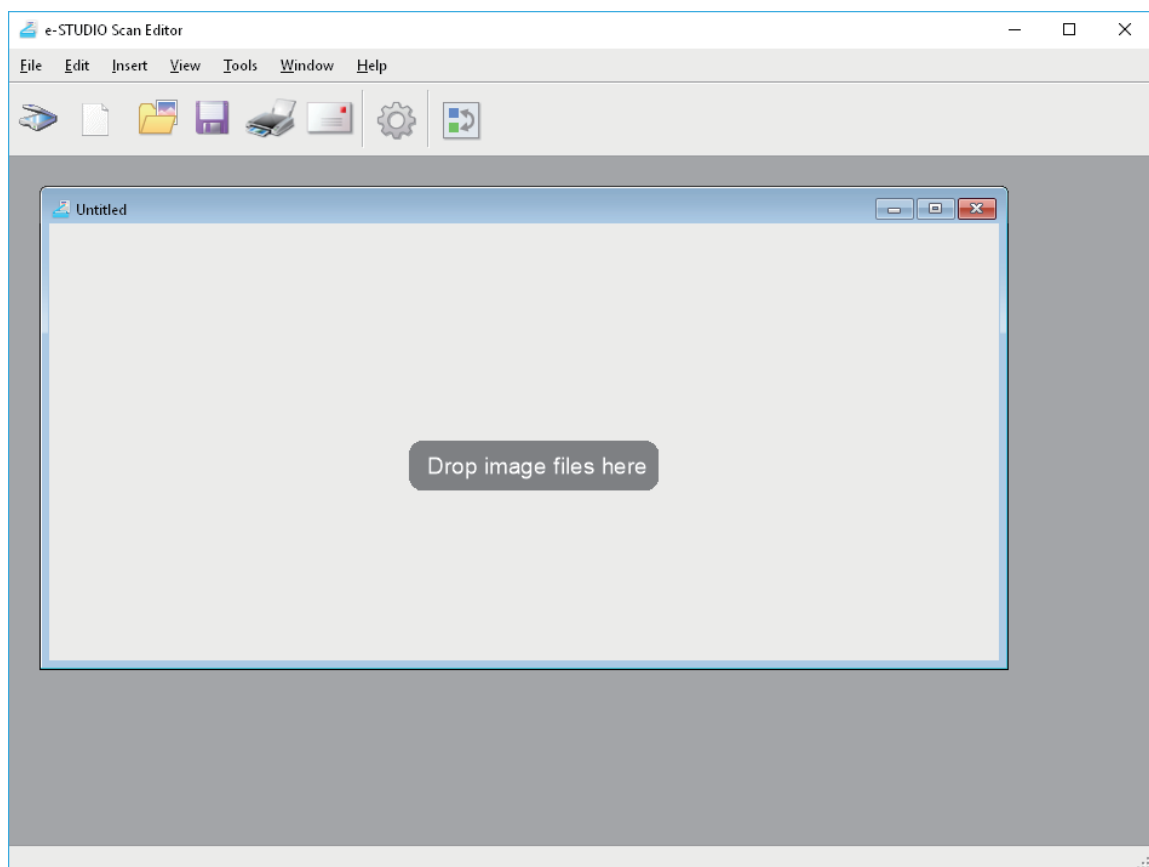 e-STUDIO Scan Editor
File Edit Insert View Tools Window Help
Untitled
Drop image files here